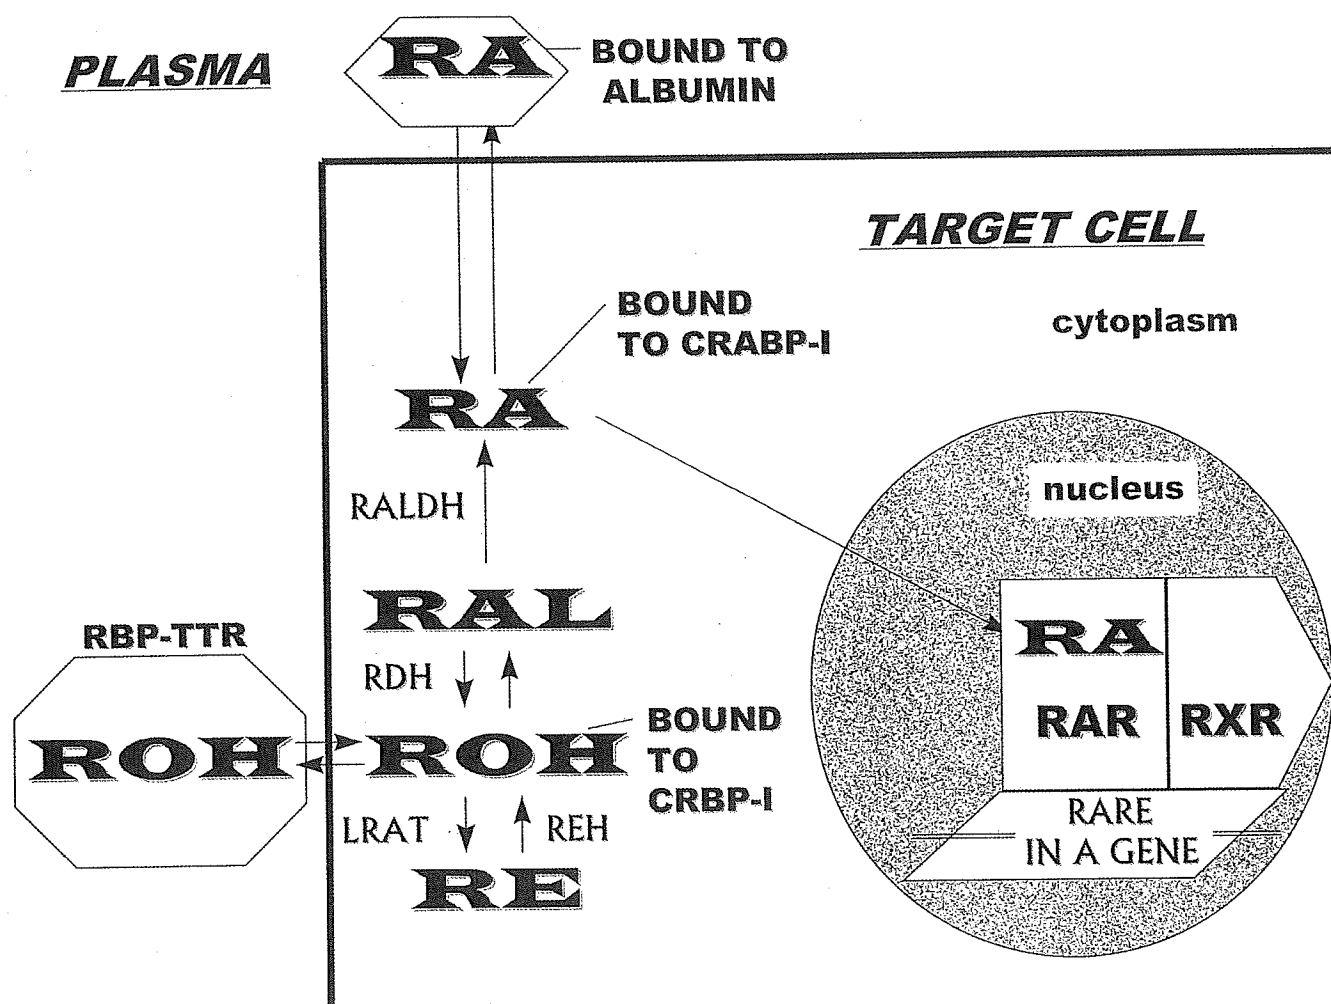 PLASMA
RA
BOUND TO
ALBUMIN
TARGET CELL
cytoplasm
BOUND
TO CRABP-I
RA
nucleus
RALDH
RAL
RA
RBP-TTR
RDH
RAR
RXR
ROH
ROH
BOUND
TO
CRBP-I
LRAT
REH
RARE
IN A GENE
RE